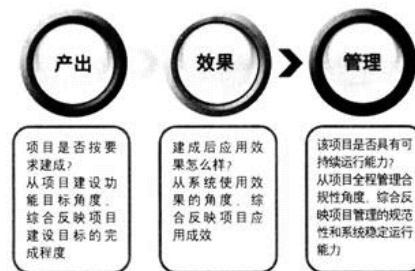 产出
效果
管理
项目是否按要
求建成?
从项目建设功
能目标角度,
综合反映项目
建设目标的完
成程度
建成后应用效
果怎么样?
从系统使用效
果的角度, 综
合反映项目应
用成效
该项目是否具有可
持续运行能力?
从项目全程管理合
规性角度, 综合反
映项目管理的规范
性和系统稳定运行
能力